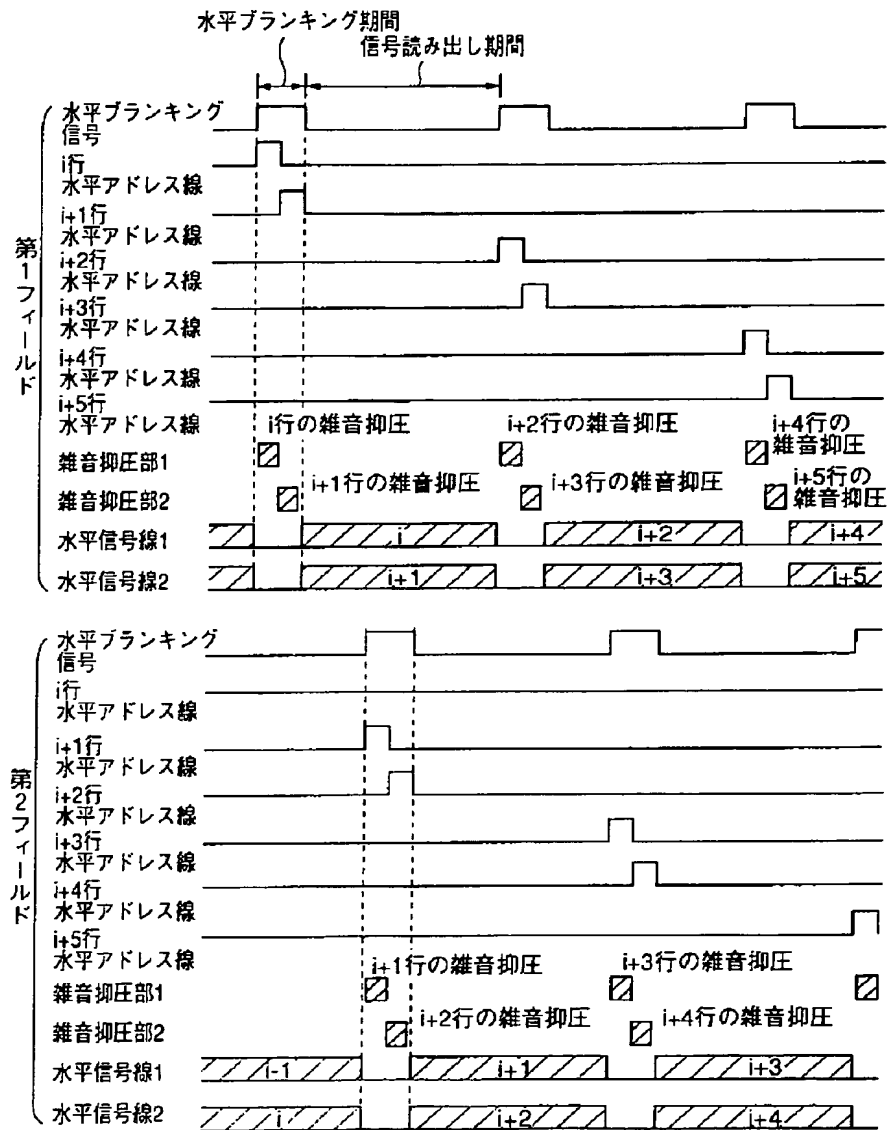 水平ブランキング期間
信号読み出し期間
第1フィールド
水平ブランキング
信号
i行
水平アドレス線
i+1行
水平アドレス線
i+2行
水平アドレス線
i+3行
水平アドレス線
i+4行
水平アドレス線
i+5行
水平アドレス線
i行の雑音抑圧
i+2行の雑音抑圧
i+4行の
雑音抑圧
雑音抑圧部1
i+1行の雑音抑圧
i+3行の雑音抑圧
i+5行の
雑音抑圧
雑音抑圧部2
水平信号線1
i
i+2
i+4
水平信号線2
i+1
i+3
i+5
第2フィールド
水平ブランキング
信号
i行
水平アドレス線
i+1行
水平アドレス線
i+2行
水平アドレス線
i+3行
水平アドレス線
i+4行
水平アドレス線
i+5行
水平アドレス線
i+1行の雑音抑圧
i+3行の雑音抑圧
雑音抑圧部1
i+2行の雑音抑圧
i+4行の雑音抑圧
雑音抑圧部2
水平信号線1
i-1
i+1
i+3
水平信号線2
i
i+2
i+4